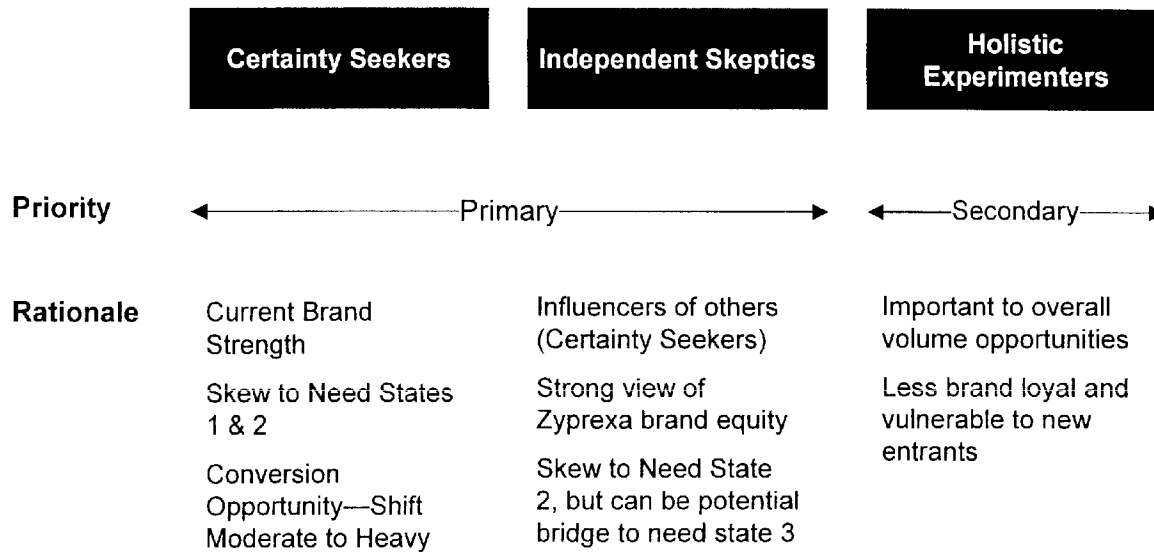 Certainty Seekers
Independent Skeptics
Holistic
Experimenters
Priority
Primary
Secondary
Rationale
Current Brand
Strength
Skew to Need States
1 & 2
Conversion
Opportunity—Shift
Moderate to Heavy
Influencers of others
(Certainty Seekers)
Strong view of
Zyprexa brand equity
Skew to Need State
2, but can be potential
bridge to need state 3
Important to overall
volume opportunities
Less brand loyal and
vulnerable to new
entrants